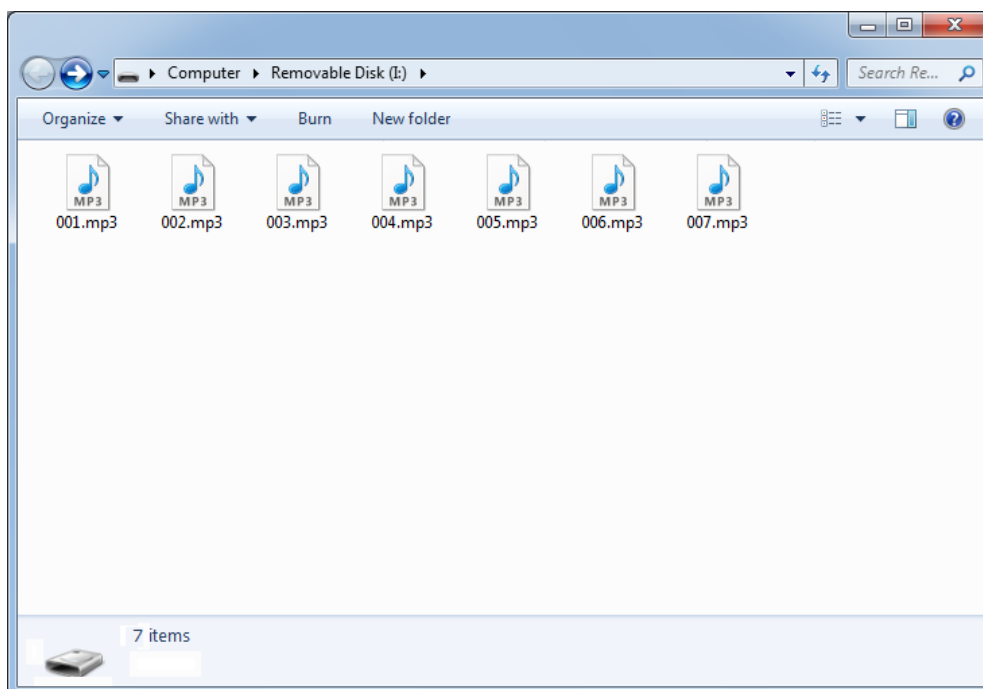 Computer Removable Disk (I:) Search Re...
Organize Share with Burn New folder
MP3 MP3 MP3 MP3 MP3 MP3 MP3
001.mp3 002.mp3 003.mp3 004.mp3 005.mp3 006.mp3 007.mp3
7 items